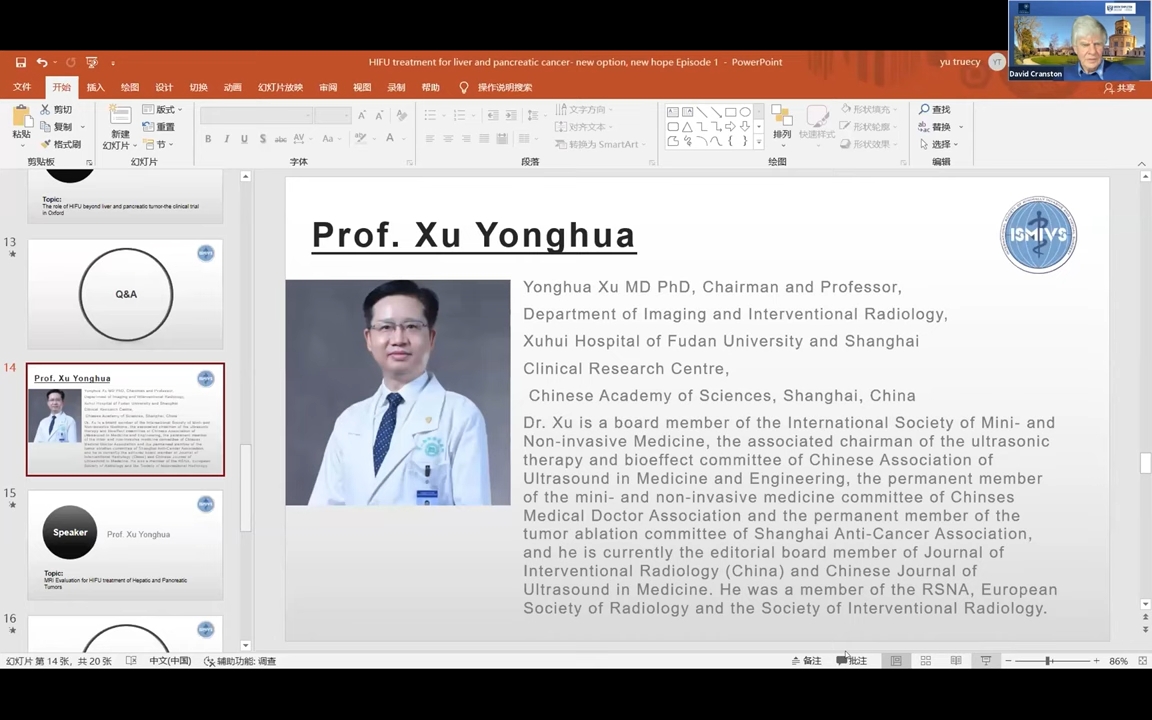 David Cranston
HIFU treatment for liver and pancreatic cancer- new option, new hope Episode 1 - PowerPoint
yu truecy
YT
文件 开始 插入 绘图 设计 切换 动画 幻灯片放映 审阅 视图 录制 帮助 操作说明搜索
共享
粘贴
剪切
复制
格式刷
剪贴板
新建
幻灯片
版式
重置
节
幻灯片
B I U S abc AV Aa A
字体
文字方向
对齐文本
转换为 SmartArt
段落
排列
快速样式
形状填充
形状轮廓
形状效果
绘图
查找
替换
选择
编辑
Topic:
The role of HIFU beyond liver and pancreatic tumor-the clinical trial
in Oxford
13
Q&A
14
Prof. Xu Yonghua
15
Speaker
Prof. Xu Yonghua
Topic:
MRI Evaluation for HIFU treatment of Hepatic and Pancreatic
Tumors
16
Prof. Xu Yonghua
ISMIVS
Yonghua Xu MD PhD, Chairman and Professor,
Department of Imaging and Interventional Radiology,
Xuhui Hospital of Fudan University and Shanghai
Clinical Research Centre,
Chinese Academy of Sciences, Shanghai, China
Dr. Xu is a board member of the International Society of Mini- and
Non-invasive Medicine, the associated chairman of the ultrasonic
therapy and bioeffect committee of Chinese Association of
Ultrasound in Medicine and Engineering, the permanent member
of the mini- and non-invasive medicine committee of Chinses
Medical Doctor Association and the permanent member of the
tumor ablation committee of Shanghai Anti-Cancer Association,
and he is currently the editorial board member of Journal of
Interventional Radiology (China) and Chinese Journal of
Ultrasound in Medicine. He was a member of the RSNA, European
Society of Radiology and the Society of Interventional Radiology.
幻灯片 第 14 张，共 20 张
中文(中国)
辅助功能: 调查
备注
批注
86%